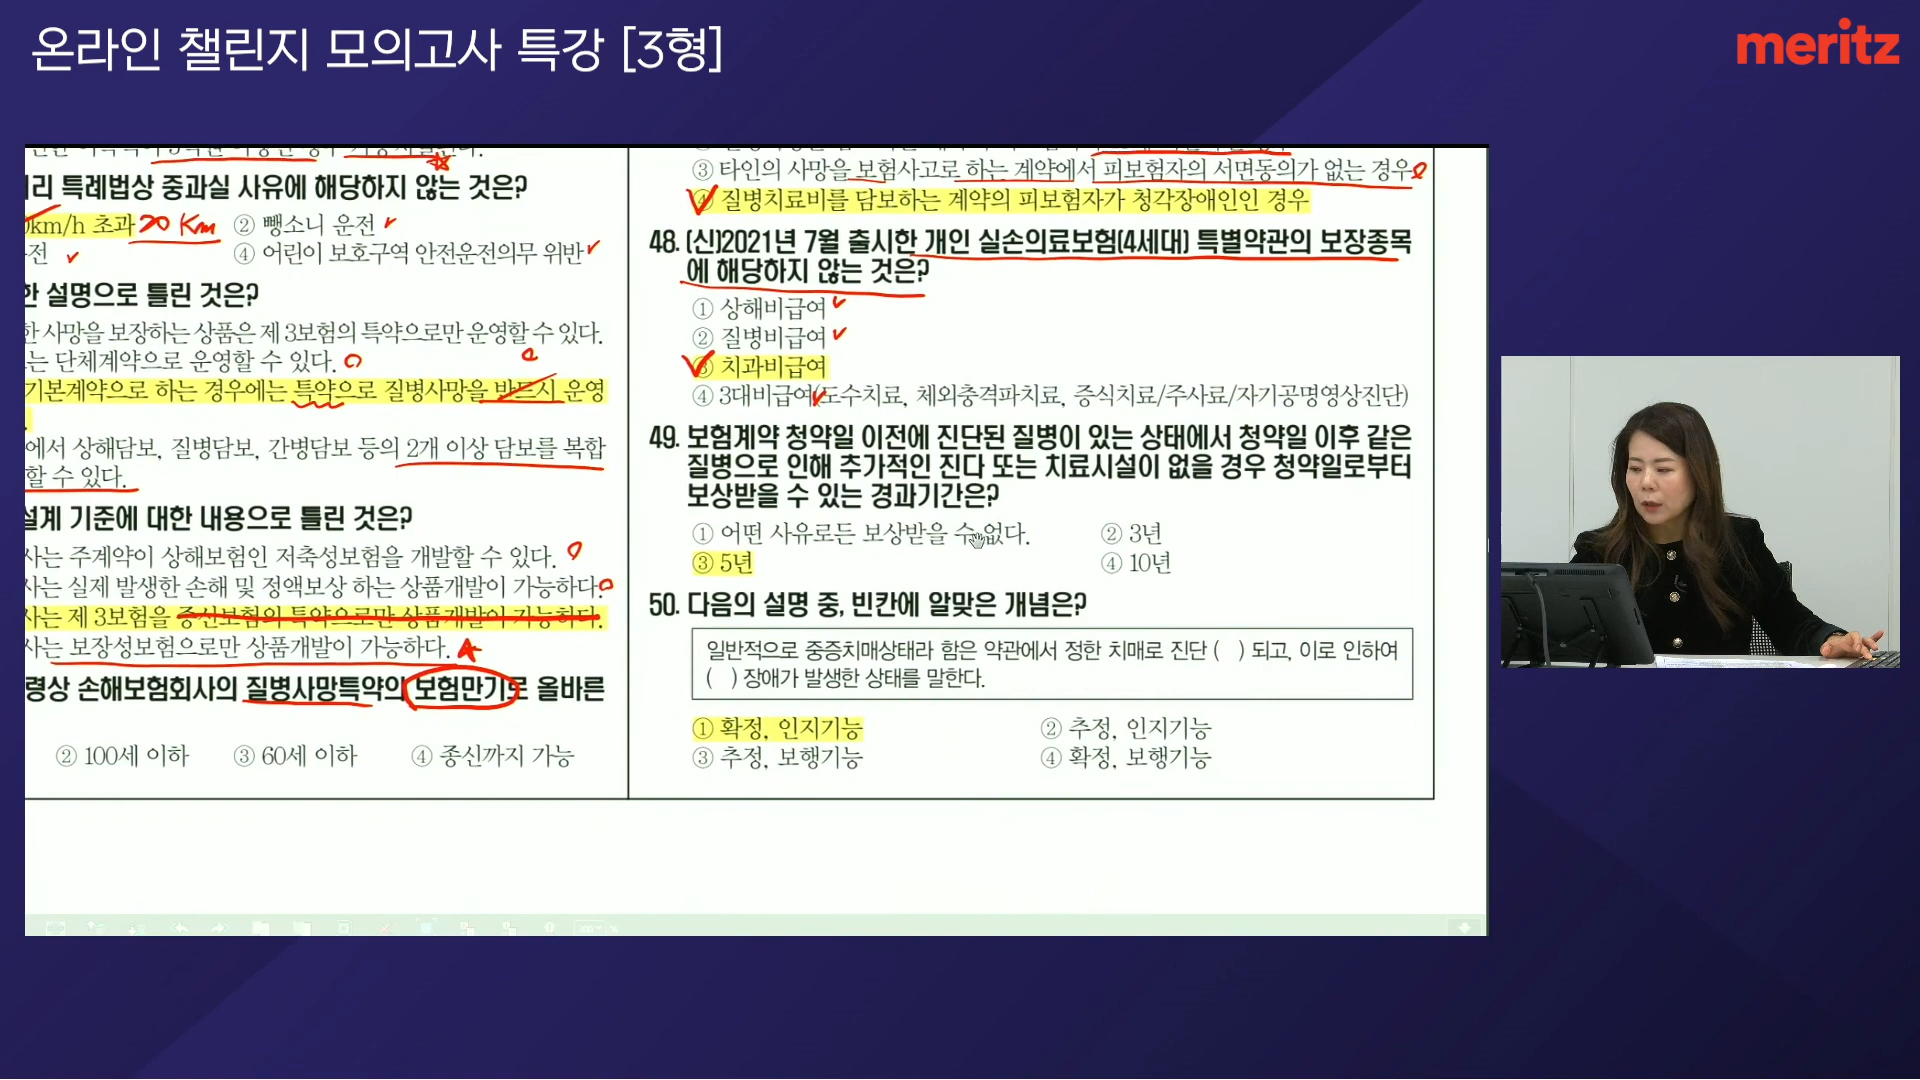 온라인 챌린지 모의고사 특강 [3형]
meritz
리 특례법상 중과실 사유에 해당하지 않는 것은?
km/h 초과 20 Km ② 뺑소니 운전
전 ④ 어린이 보호구역 안전운전의무 위반
한 설명으로 틀린 것은?
한 사망을 보장하는 상품은 제 3보험의 특약으로만 운영할 수 있다.
는 단체계약으로 운영할 수 있다.
기본계약으로 하는 경우에는 특약으로 질병사망을 반드시 운영
에서 상해담보, 질병담보, 간병담보 등의 2개 이상 담보를 복합
할 수 있다.
설계 기준에 대한 내용으로 틀린 것은?
사는 주계약이 상해보험인 저축성보험을 개발할 수 있다.
사는 실제 발생한 손해 및 정액보상 하는 상품개발이 가능하다.
사는 제 3보험을 종신보험의 특약으로만 상품개발이 가능하다.
사는 보장성보험으로만 상품개발이 가능하다.
령상 손해보험회사의 질병사망특약의 보험만기로 올바른
② 100세 이하 ③ 60세 이하 ④ 종신까지 가능
③ 타인의 사망을 보험사고로 하는 계약에서 피보험자의 서면동의가 없는 경우
④ 질병치료비를 담보하는 계약의 피보험자가 청각장애인인 경우
48. (신)2021년 7월 출시한 개인 실손의료보험(4세대) 특별약관의 보장종목
에 해당하지 않는 것은?
① 상해비급여
② 질병비급여
③ 치과비급여
④ 3대비급여(도수치료, 체외충격파치료, 증식치료/주사료/자기공명영상진단)
49. 보험계약 청약일 이전에 진단된 질병이 있는 상태에서 청약일 이후 같은
질병으로 인해 추가적인 진다 또는 치료시설이 없을 경우 청약일로부터
보상받을 수 있는 경과기간은?
① 어떤 사유로든 보상받을 수 없다. ② 3년
③ 5년 ④ 10년
50. 다음의 설명 중, 빈칸에 알맞은 개념은?
일반적으로 중증치매상태라 함은 약관에서 정한 치매로 진단 ( ) 되고, 이로 인하여
( ) 장애가 발생한 상태를 말한다.
① 확정, 인지기능 ② 추정, 인지기능
③ 추정, 보행기능 ④ 확정, 보행기능